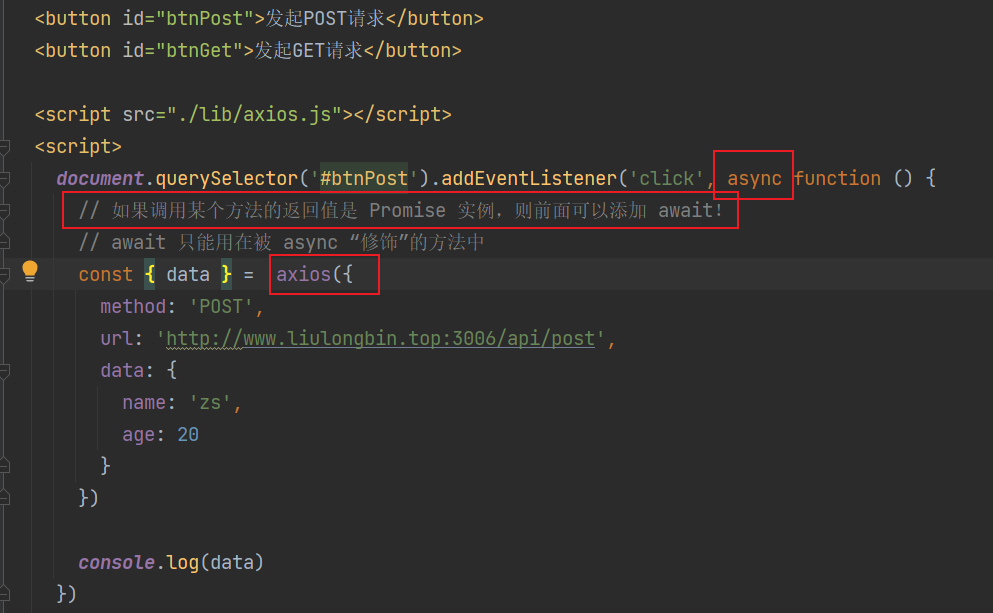 <button id="btnPost">发起POST请求</button>
<button id="btnGet">发起GET请求</button>
<script src="./lib/axios.js"></script>
<script>
document.querySelector('#btnPost').addEventListener('click', async function () {
// 如果调用某个方法的返回值是 Promise 实例，则前面可以添加 await！
// await 只能用在被 async “修饰”的方法中
const { data } = axios({
method: 'POST',
url: 'http://www.liulongbin.top:3006/api/post',
data: {
name: 'zs',
age: 20
}
})
console.log(data)
})